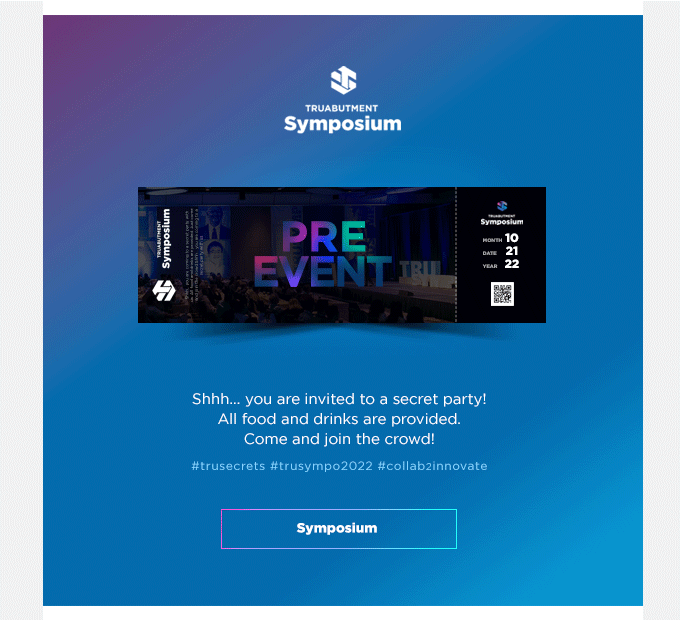 TRUABUTMENT
Symposium
TRUABUTMENT
Symposium
PRE
EVENT
TRU
TRUABUTMENT
Symposium
MONTH 10
DATE 21
YEAR 22
Shhh... you are invited to a secret party!
All food and drinks are provided.
Come and join the crowd!
#trusecrets #trusympo2022 #collab2innovate
Symposium